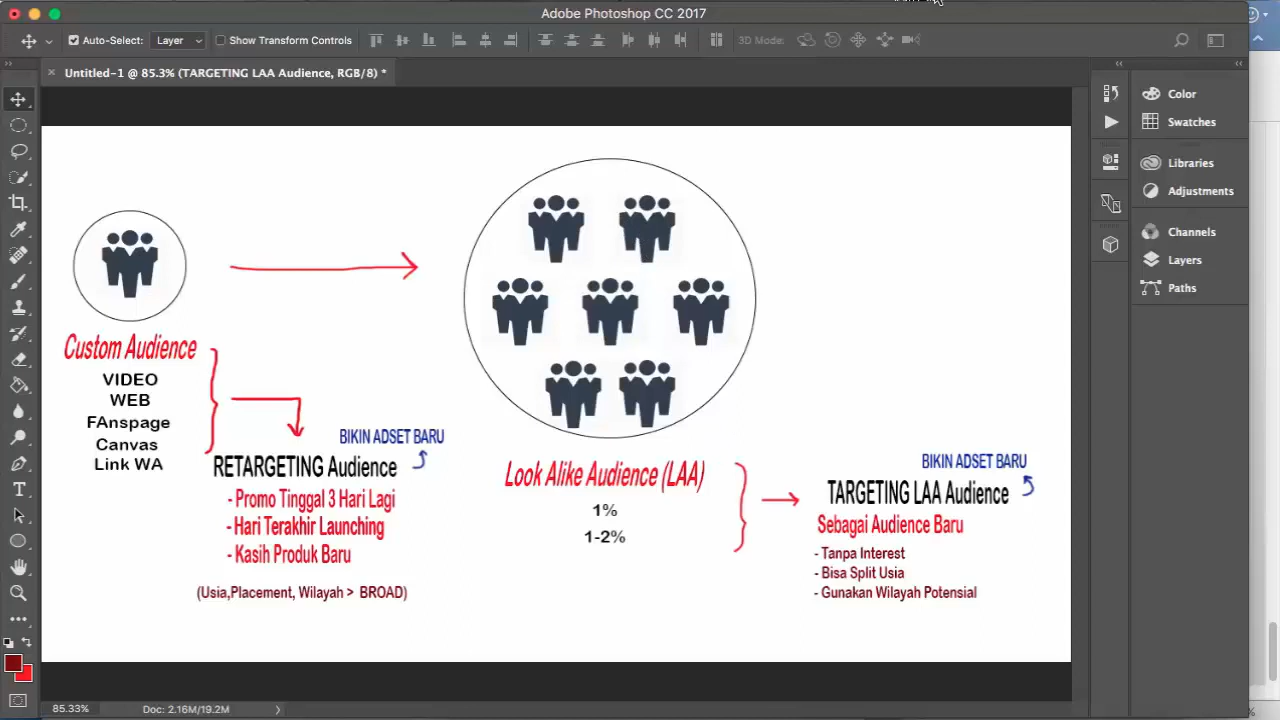 Adobe Photoshop CC 2017
Auto-Select: Layer Show Transform Controls 3D Mode:
Untitled-1 @ 85.3% (TARGETING LAA Audience, RGB/8) *
Color
Swatches
Libraries
Adjustments
Channels
Layers
Paths
Custom Audience
VIDEO
WEB
FAnspage
Canvas
Link WA
BIKIN ADSET BARU
RETARGETING Audience
- Promo Tinggal 3 Hari Lagi
- Hari Terakhir Launching
- Kasih Produk Baru
(Usia,Placement, Wilayah > BROAD)
Look Alike Audience (LAA)
1%
1-2%
BIKIN ADSET BARU
TARGETING LAA Audience
Sebagai Audience Baru
- Tanpa Interest
- Bisa Split Usia
- Gunakan Wilayah Potensial
85.33% Doc: 2.16M/19.2M